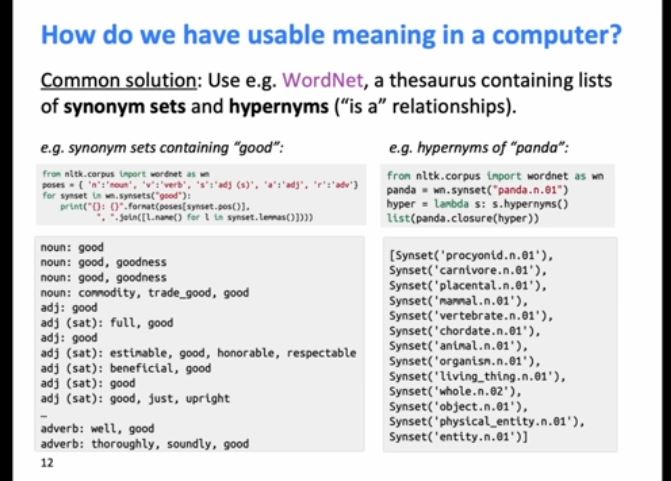 How do we have usable meaning in a computer?
Common solution: Use e.g. WordNet, a thesaurus containing lists
of synonym sets and hypernyms (“is a” relationships).
e.g. synonym sets containing “good”:
from nltk.corpus import wordnet as wn
poses = { 'n':'noun', 'v':'verb', 's':'adj (s)', 'a':'adj', 'r':'adv'}
for synset in wn.synsets("good"):
print("{}: {}".format(poses[synset.pos()],
", ".join([l.name() for l in synset.lemmas()])))
noun: good
noun: good, goodness
noun: good, goodness
noun: commodity, trade_good, good
adj: good
adj (sat): full, good
adj: good
adj (sat): estimable, good, honorable, respectable
adj (sat): beneficial, good
adj (sat): good
adj (sat): good, just, upright
…
adverb: well, good
adverb: thoroughly, soundly, good
e.g. hypernyms of “panda”:
from nltk.corpus import wordnet as wn
panda = wn.synset("panda.n.01")
hyper = lambda s: s.hypernyms()
list(panda.closure(hyper))
[Synset('procyonid.n.01'),
Synset('carnivore.n.01'),
Synset('placental.n.01'),
Synset('mammal.n.01'),
Synset('vertebrate.n.01'),
Synset('chordate.n.01'),
Synset('animal.n.01'),
Synset('organism.n.01'),
Synset('living_thing.n.01'),
Synset('whole.n.02'),
Synset('object.n.01'),
Synset('physical_entity.n.01'),
Synset('entity.n.01')]
12